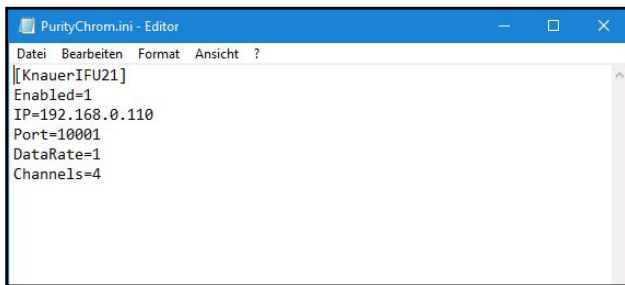 PurityChrom.ini - Editor
Datei Bearbeiten Format Ansicht ?
[KnauerIFU21]
Enabled=1
IP=192.168.0.110
Port=10001
DataRate=1
Channels=4